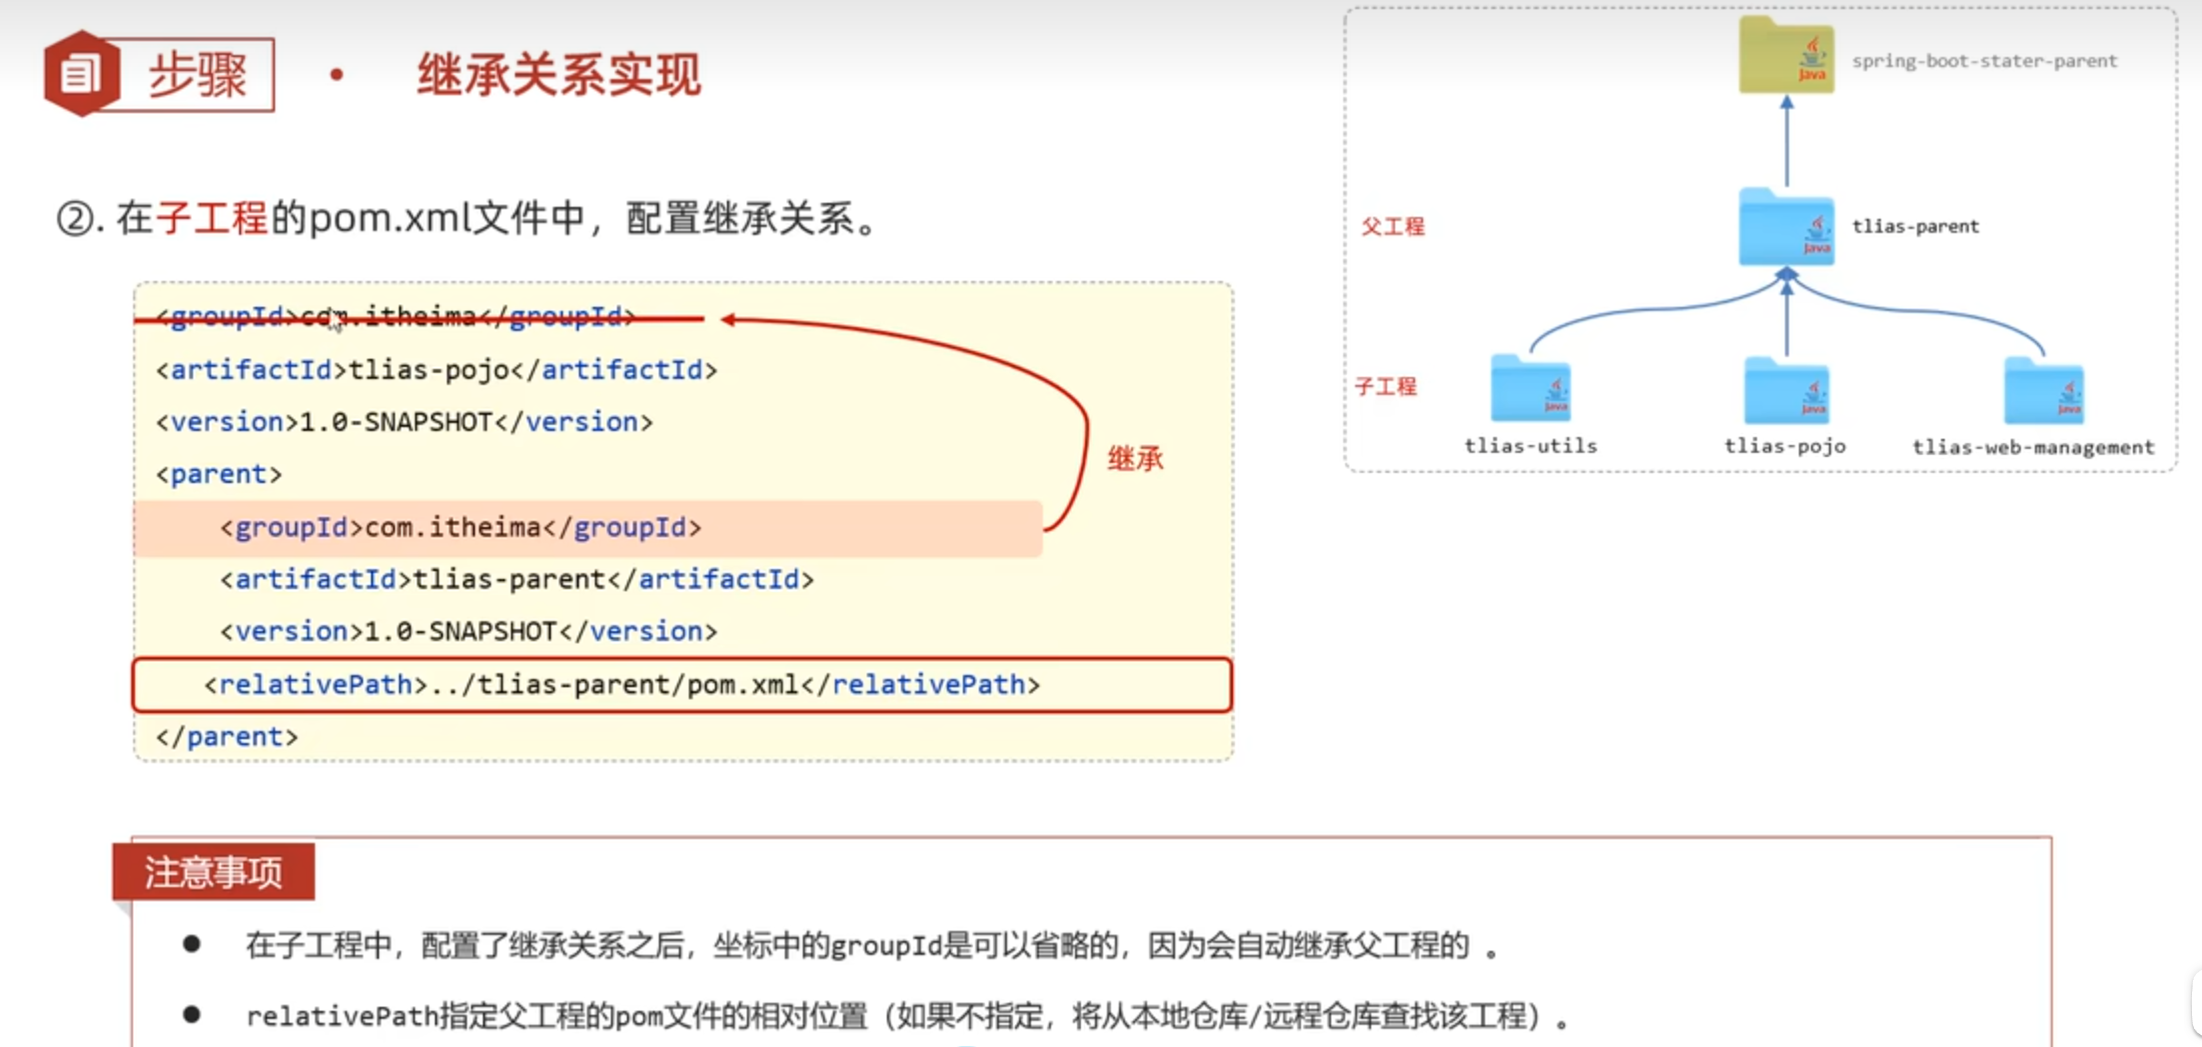 步骤
继承关系实现
②. 在子工程的pom.xml文件中，配置继承关系。
<groupId>com.itheima</groupId>
<artifactId>tlias-pojo</artifactId>
<version>1.0-SNAPSHOT</version>
<parent>
<groupId>com.itheima</groupId>
<artifactId>tlias-parent</artifactId>
<version>1.0-SNAPSHOT</version>
<relativePath>../tlias-parent/pom.xml</relativePath>
</parent>
继承
spring-boot-stater-parent
父工程
tlias-parent
子工程
tlias-utils
tlias-pojo
tlias-web-management
Java
Java
Java
Java
Java
注意事项
● 在子工程中，配置了继承关系之后，坐标中的groupId是可以省略的，因为会自动继承父工程的 。
● relativePath指定父工程的pom文件的相对位置（如果不指定，将从本地仓库/远程仓库查找该工程）。